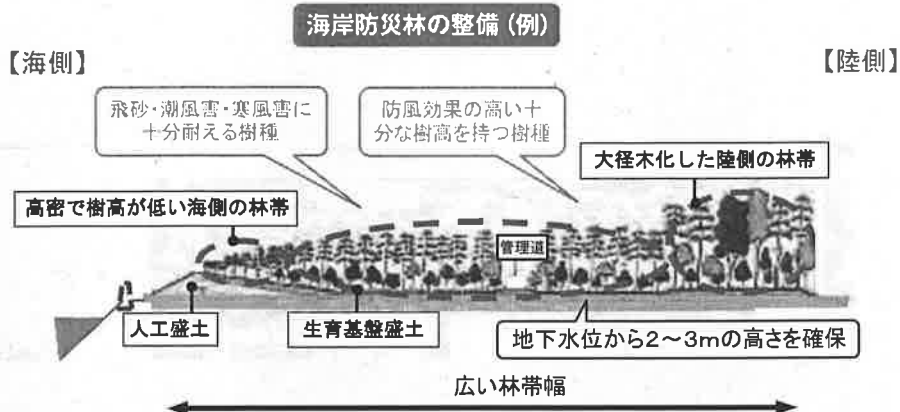 海岸防災林の整備（例）
【海側】
【陸側】
飛砂・潮風害・寒風害に
十分耐える樹種
防風効果の高い十
分な樹高を持つ樹種
大径木化した陸側の林帯
高密で樹高が低い海側の林帯
管理道
人工盛土
生育基盤盛土
地下水位から2～3mの高さを確保
広い林帯幅